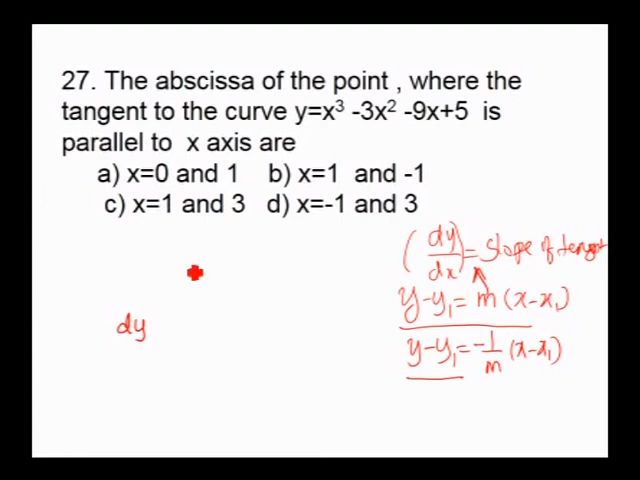 27. The abscissa of the point , where the
tangent to the curve y=x³ -3x² -9x+5 is
parallel to x axis are
a) x=0 and 1 b) x=1 and -1
c) x=1 and 3 d) x=-1 and 3
(dy/dx) = Slope of tangent
y-y₁ = m(x-x₁)
dy
y-y₁ = -1/m (x-x₁)